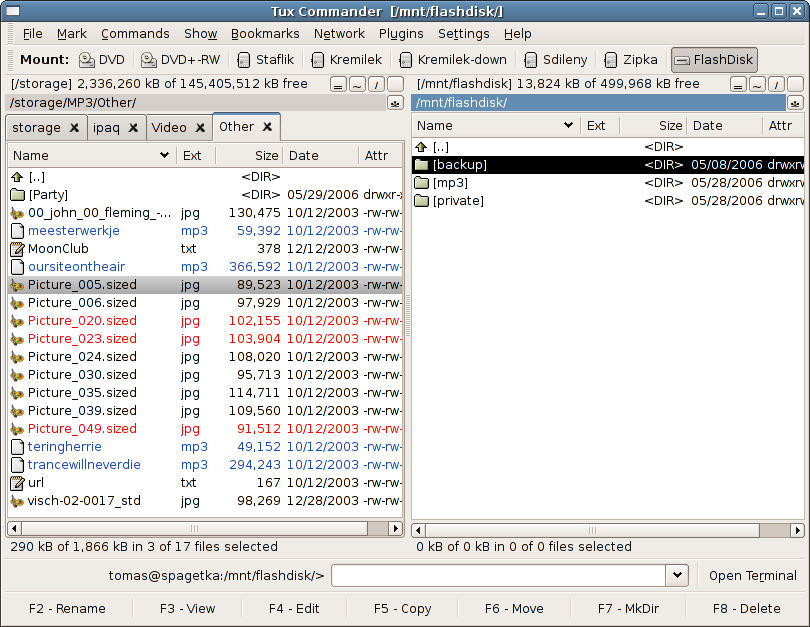 Tux Commander [/mnt/flashdisk/]
File Mark Commands Show Bookmarks Network Plugins Settings Help
Mount: DVD DVD+-RW Staflik Kremilek Kremilek-down Sdileny Zipka FlashDisk
[/storage] 2,336,260 kB of 145,405,512 kB free = ~ /
/storage/MP3/Other/
storage x ipaq x Video x Other x
Name Ext Size Date Attr
[..] <DIR>
[Party] <DIR> 05/29/2006 drwxr-x
00_john_00_fleming_-... jpg 130,475 10/12/2003 -rw-rw-
meesterwerkje mp3 59,392 10/12/2003 -rw-rw-
MoonClub txt 378 12/12/2003 -rw-rw-
oursiteontheair mp3 366,592 10/12/2003 -rw-rw-
Picture_005.sized jpg 89,523 10/12/2003 -rw-rw-
Picture_006.sized jpg 97,929 10/12/2003 -rw-rw-
Picture_020.sized jpg 102,155 10/12/2003 -rw-rw-
Picture_023.sized jpg 103,904 10/12/2003 -rw-rw-
Picture_024.sized jpg 108,020 10/12/2003 -rw-rw-
Picture_030.sized jpg 95,713 10/12/2003 -rw-rw-
Picture_035.sized jpg 114,711 10/12/2003 -rw-rw-
Picture_039.sized jpg 109,560 10/12/2003 -rw-rw-
Picture_049.sized jpg 91,512 10/12/2003 -rw-rw-
teringherrie mp3 49,152 10/12/2003 -rw-rw-
trancewillneverdie mp3 294,243 10/12/2003 -rw-rw-
url txt 167 10/12/2003 -rw-rw-
visch-02-0017_std jpg 98,269 12/28/2003 -rw-rw-
290 kB of 1,866 kB in 3 of 17 files selected
[/mnt/flashdisk] 13,824 kB of 499,968 kB free = ~ /
/mnt/flashdisk/
Name Ext Size Date Attr
[..] <DIR>
[backup] <DIR> 05/08/2006 drwxrw
[mp3] <DIR> 05/28/2006 drwxrw
[private] <DIR> 05/28/2006 drwxrw
0 kB of 0 kB in 0 of 0 files selected
tomas@spagetka:/mnt/flashdisk/> Open Terminal
F2 - Rename F3 - View F4 - Edit F5 - Copy F6 - Move F7 - MkDir F8 - Delete